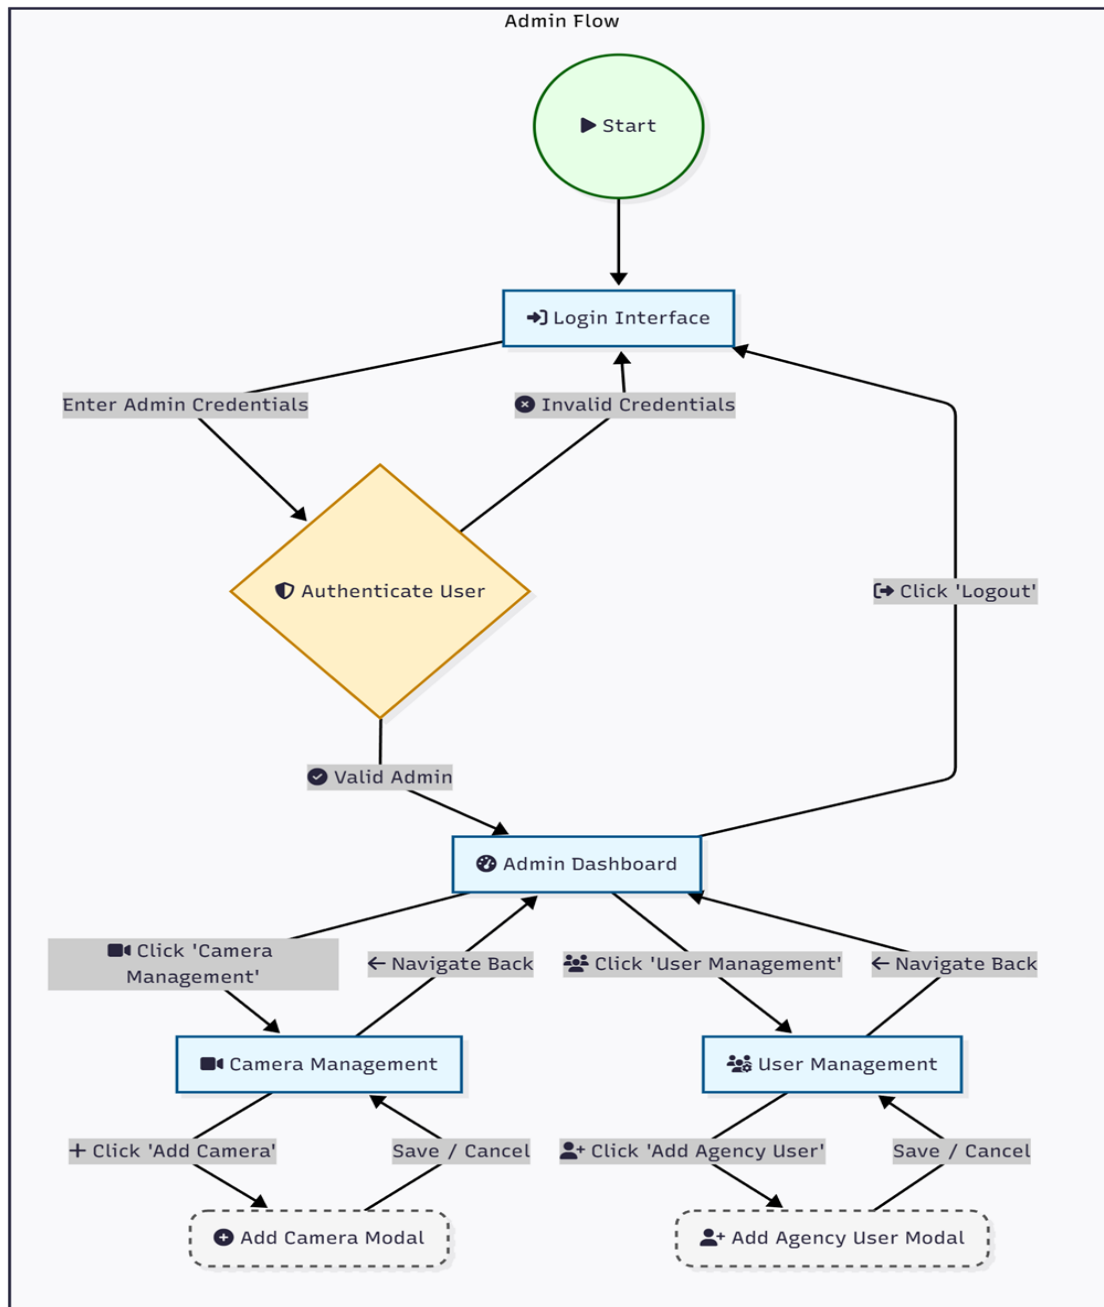 Admin Flow
Start
Login Interface
Enter Admin Credentials
Invalid Credentials
Authenticate User
Click 'Logout'
Valid Admin
Admin Dashboard
Click 'Camera
Management'
Navigate Back
Click 'User Management'
Navigate Back
Camera Management
User Management
Click 'Add Camera'
Save / Cancel
Click 'Add Agency User'
Save / Cancel
Add Camera Modal
Add Agency User Modal